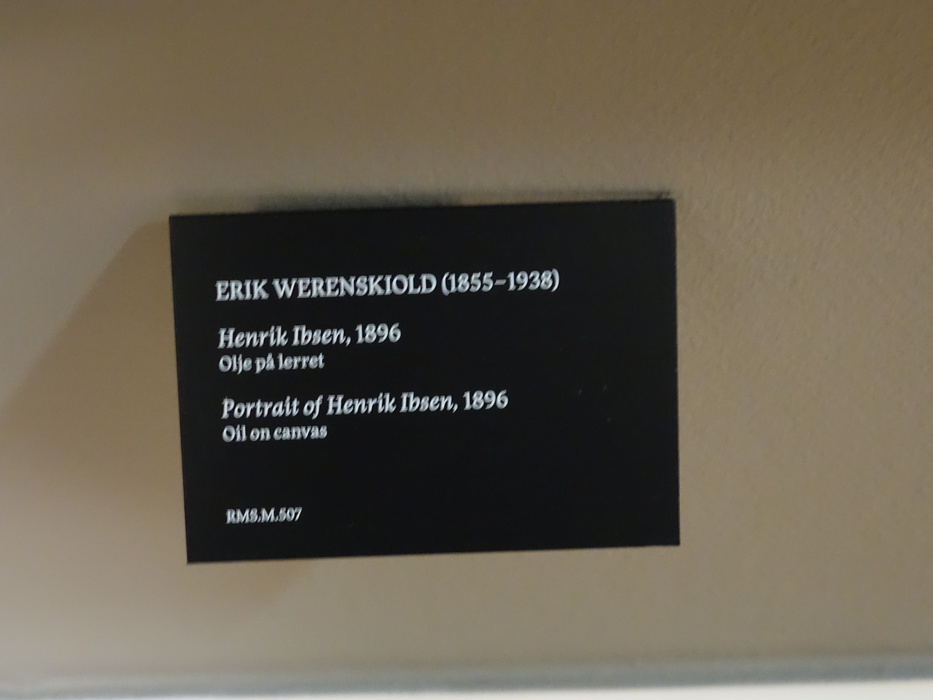 ERIK WERENSKIOLD (1855–1938)
Henrik Ibsen, 1896
Olje på lerret
Portrait of Henrik Ibsen, 1896
Oil on canvas
RMS.M.507